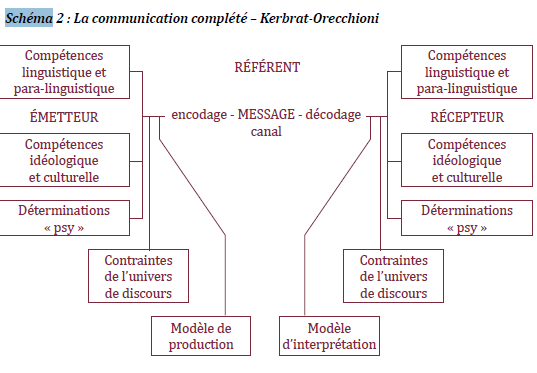 Schéma 2 : La communication complété – Kerbrat-Orecchioni
Compétences
linguistique et
para-linguistique
RÉFÉRENT
Compétences
linguistique et
para-linguistique
ÉMETTEUR
encodage - MESSAGE - décodage
canal
RÉCEPTEUR
Compétences
idéologique
et culturelle
Compétences
idéologique
et culturelle
Déterminations
« psy »
Déterminations
« psy »
Contraintes
de l'univers
de discours
Contraintes
de l'univers
de discours
Modèle de
production
Modèle
d'interprétation